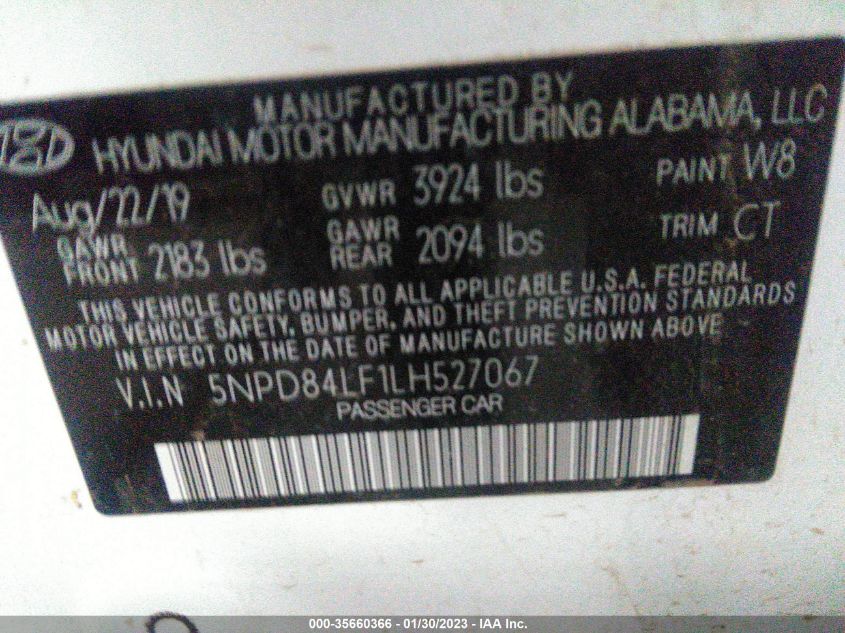 MANUFACTURED BY
HYUNDAI MOTOR MANUFACTURING ALABAMA, LLC
Aug/22/19 GVWR 3924 lbs PAINT W8
GAWR FRONT 2183 lbs GAWR REAR 2094 lbs TRIM CT
THIS VEHICLE CONFORMS TO ALL APPLICABLE U.S.A. FEDERAL
MOTOR VEHICLE SAFETY, BUMPER, AND THEFT PREVENTION STANDARDS
IN EFFECT ON THE DATE OF MANUFACTURE SHOWN ABOVE
V.I.N 5NPD84LF1LH527067
PASSENGER CAR
000-35660366 - 01/30/2023 - IAA Inc.